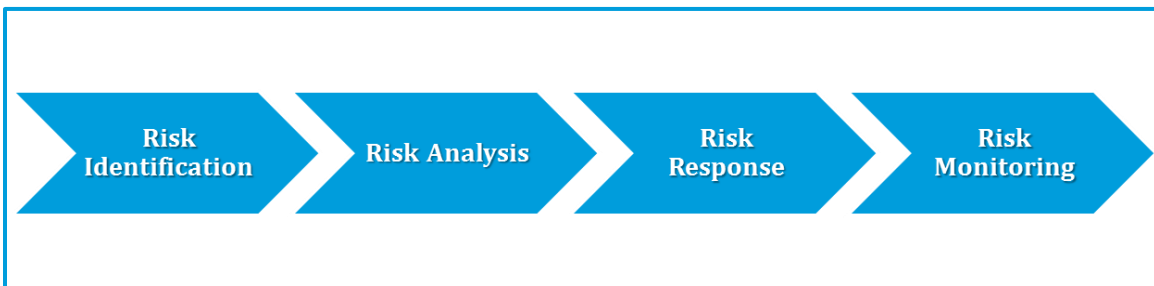 Risk
Identification
Risk Analysis
Risk
Response
Risk
Monitoring